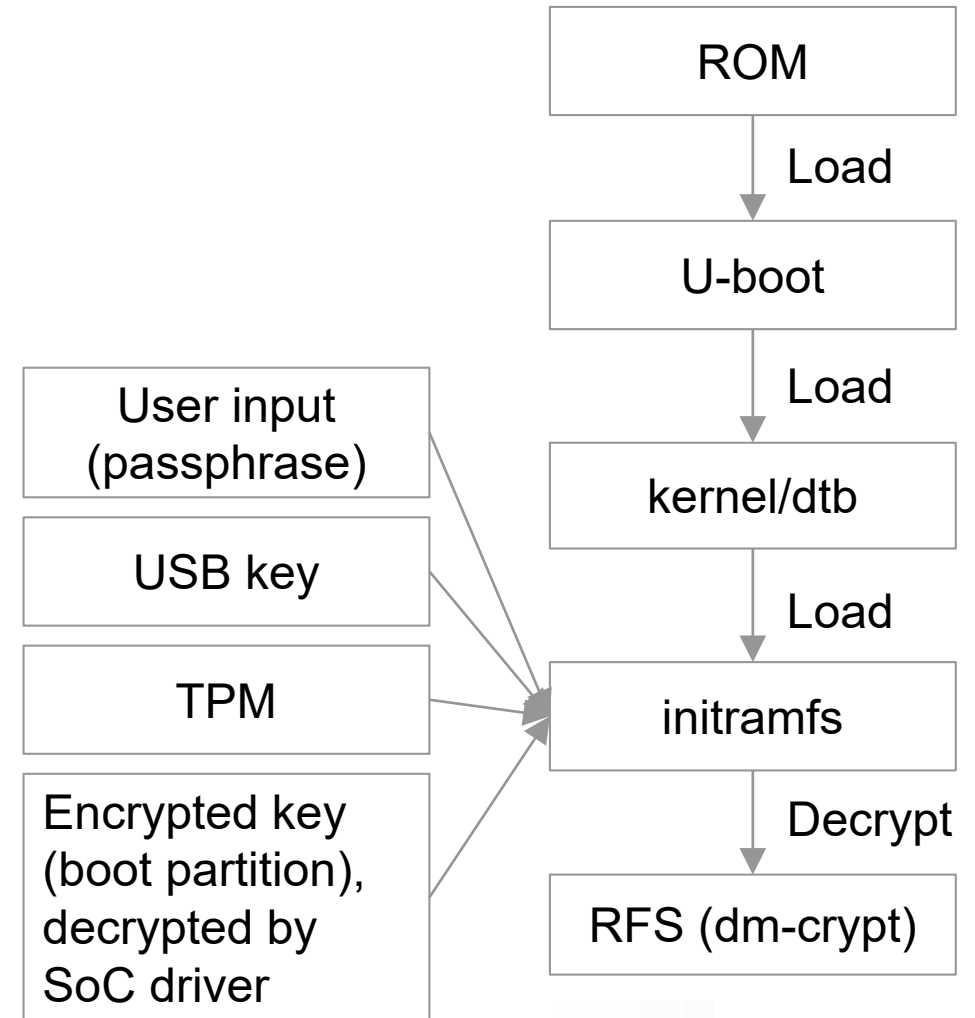 ROM
Load
U-boot
Load
kernel/dtb
Load
initramfs
Decrypt
RFS (dm-crypt)
User input
(passphrase)
USB key
TPM
Encrypted key
(boot partition),
decrypted by
SoC driver